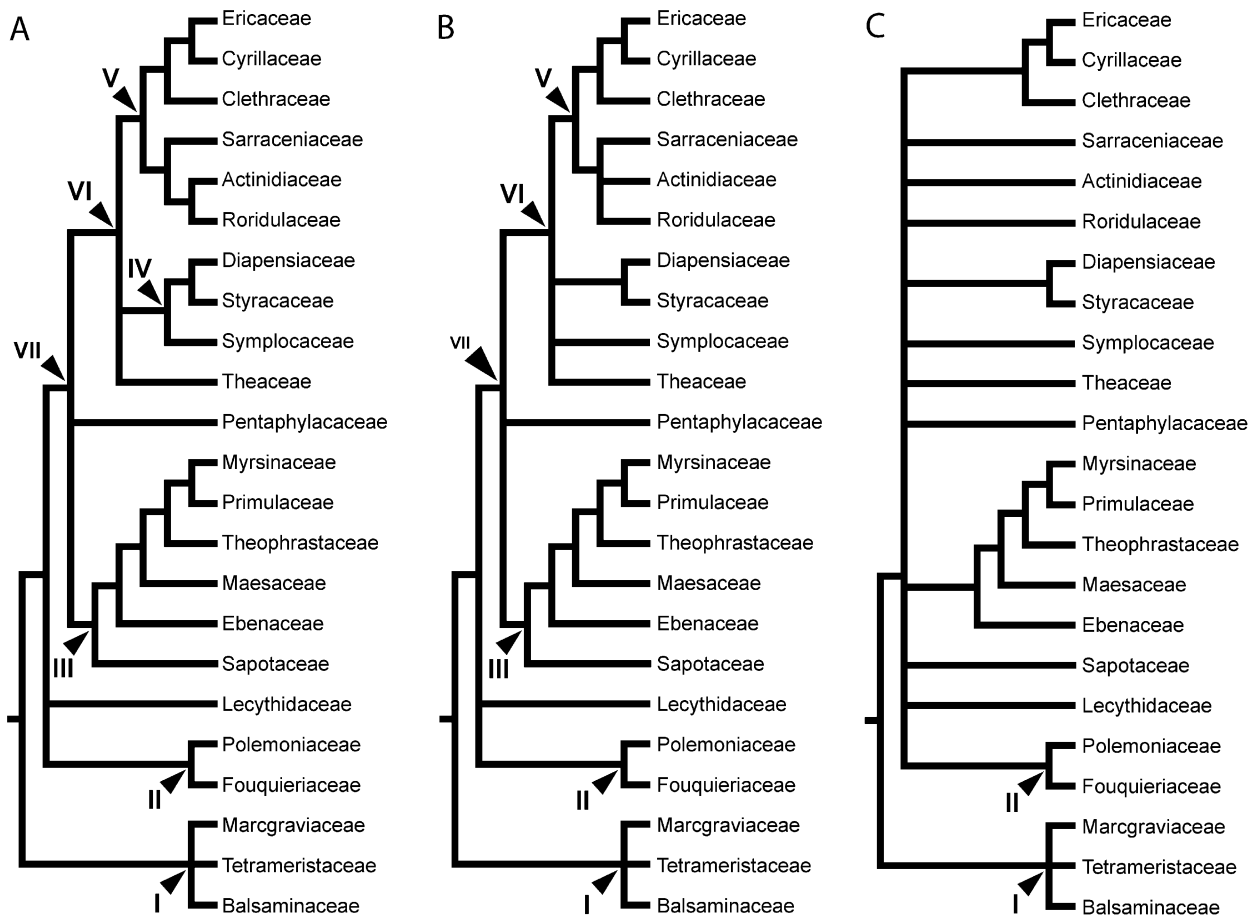 A
Ericaceae
Cyrillaceae
V
Clethraceae
Sarraceniaceae
Actinidiaceae
VI
Roridulaceae
Diapensiaceae
IV
Styracaceae
Symplocaceae
VII
Theaceae
Pentaphylacaceae
Myrsinaceae
Primulaceae
Theophrastaceae
Maesaceae
Ebenaceae
III
Sapotaceae
Lecythidaceae
Polemoniaceae
II
Fouquieriaceae
Marcgraviaceae
Tetrameristaceae
I
Balsaminaceae
B
Ericaceae
Cyrillaceae
V
Clethraceae
Sarraceniaceae
Actinidiaceae
VI
Roridulaceae
Diapensiaceae
Styracaceae
Symplocaceae
VII
Theaceae
Pentaphylacaceae
Myrsinaceae
Primulaceae
Theophrastaceae
Maesaceae
Ebenaceae
III
Sapotaceae
Lecythidaceae
Polemoniaceae
II
Fouquieriaceae
Marcgraviaceae
Tetrameristaceae
I
Balsaminaceae
C
Ericaceae
Cyrillaceae
Clethraceae
Sarraceniaceae
Actinidiaceae
Roridulaceae
Diapensiaceae
Styracaceae
Symplocaceae
Theaceae
Pentaphylacaceae
Myrsinaceae
Primulaceae
Theophrastaceae
Maesaceae
Ebenaceae
Sapotaceae
Lecythidaceae
Polemoniaceae
II
Fouquieriaceae
Marcgraviaceae
Tetrameristaceae
I
Balsaminaceae